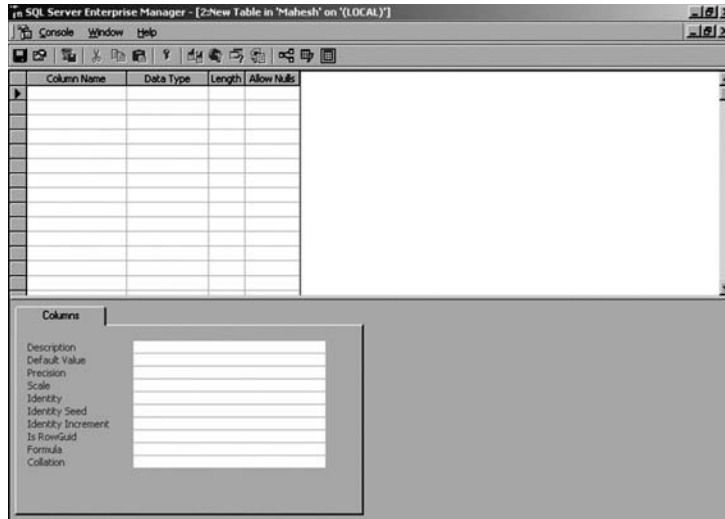 SQL Server Enterprise Manager - [2:New Table in 'Mahesh' on '(LOCAL)']
Console Window Help
Column Name Data Type Length Allow Nulls
Columns
Description
Default Value
Precision
Scale
Identity
Identity Seed
Identity Increment
Is RowGuid
Formula
Collation